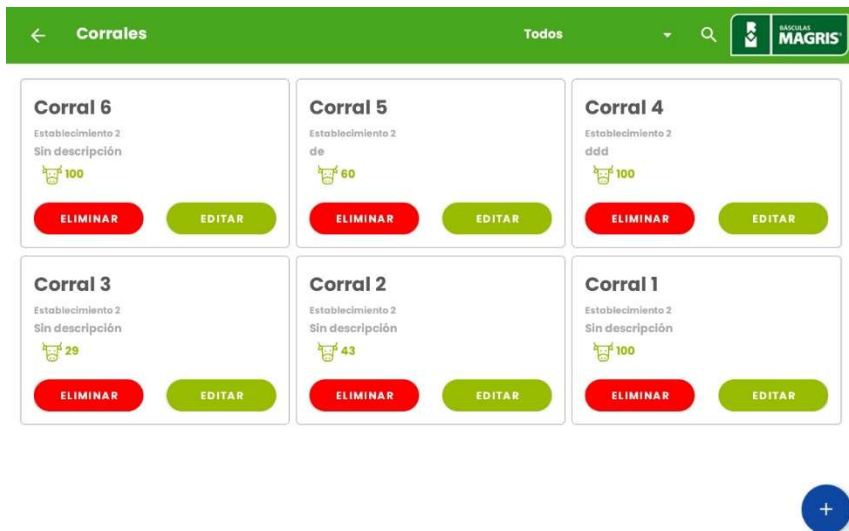 Corrales
Todos
BÁSCULAS
MAGRIS
Corral 6
Establecimiento 2
Sin descripción
100
ELIMINAR
EDITAR
Corral 5
Establecimiento 2
de
60
ELIMINAR
EDITAR
Corral 4
Establecimiento 2
ddd
100
ELIMINAR
EDITAR
Corral 3
Establecimiento 2
Sin descripción
29
ELIMINAR
EDITAR
Corral 2
Establecimiento 2
Sin descripción
43
ELIMINAR
EDITAR
Corral 1
Establecimiento 2
Sin descripción
100
ELIMINAR
EDITAR
+